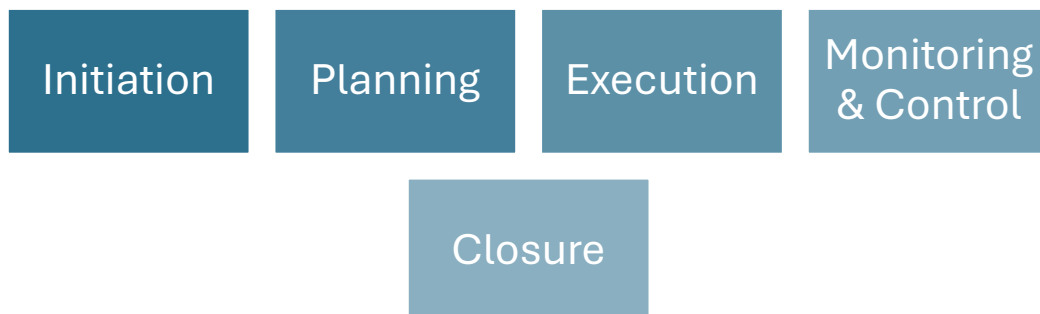 Initiation
Planning
Execution
Monitoring
& Control
Closure